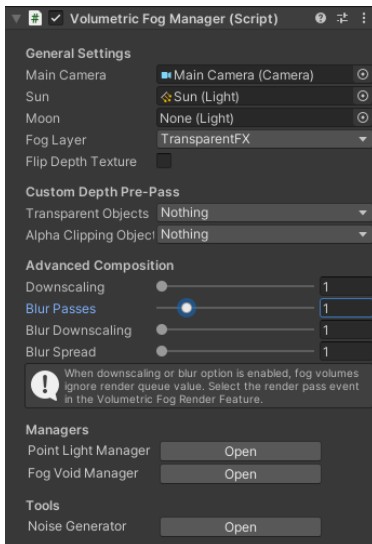 Volumetric Fog Manager (Script)
General Settings
Main Camera Main Camera (Camera)
Sun Sun (Light)
Moon None (Light)
Fog Layer TransparentFX
Flip Depth Texture
Custom Depth Pre-Pass
Transparent Objects Nothing
Alpha Clipping Object Nothing
Advanced Composition
Downscaling 1
Blur Passes 1
Blur Downscaling 1
Blur Spread 1
When downscaling or blur option is enabled, fog volumes
ignore render queue value. Select the render pass event
in the Volumetric Fog Render Feature.
Managers
Point Light Manager Open
Fog Void Manager Open
Tools
Noise Generator Open